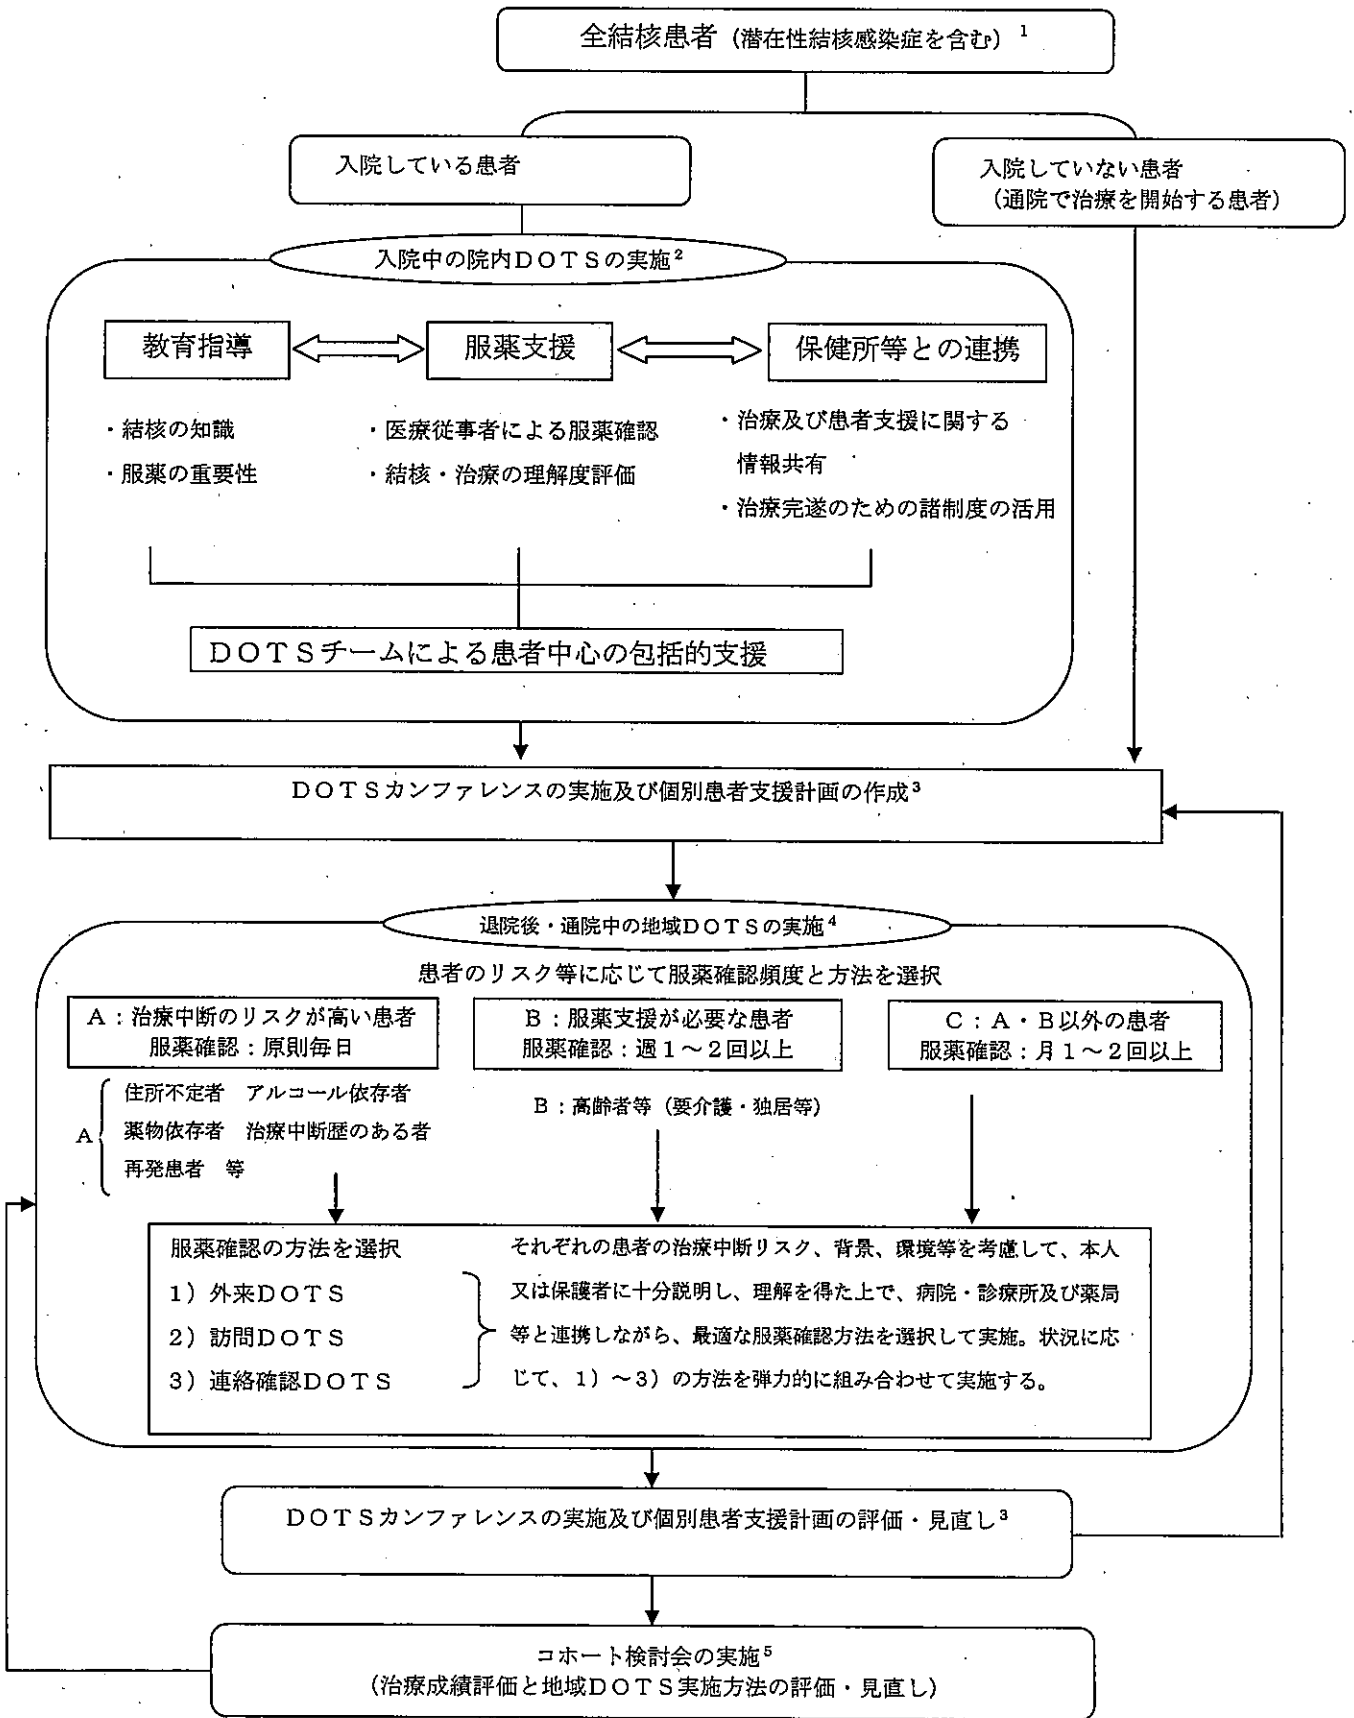 全結核患者（潜在性結核感染症を含む）¹
入院している患者
入院していない患者
（通院で治療を開始する患者）
入院中の院内ＤＯＴＳの実施²
教育指導
服薬支援
保健所等との連携
・結核の知識
・服薬の重要性
・医療従事者による服薬確認
・結核・治療の理解度評価
・治療及び患者支援に関する
情報共有
・治療完遂のための諸制度の活用
ＤＯＴＳチームによる患者中心の包括的支援
ＤＯＴＳカンファレンスの実施及び個別患者支援計画の作成³
退院後・通院中の地域ＤＯＴＳの実施⁴
患者のリスク等に応じて服薬確認頻度と方法を選択
Ａ：治療中断のリスクが高い患者
服薬確認：原則毎日
Ｂ：服薬支援が必要な患者
服薬確認：週１～２回以上
Ｃ：Ａ・Ｂ以外の患者
服薬確認：月１～２回以上
Ａ
住所不定者　アルコール依存者
薬物依存者　治療中断歴のある者
再発患者　等
Ｂ：高齢者等（要介護・独居等）
服薬確認の方法を選択
１）外来ＤＯＴＳ
２）訪問ＤＯＴＳ
３）連絡確認ＤＯＴＳ
それぞれの患者の治療中断リスク、背景、環境等を考慮して、本人
又は保護者に十分説明し、理解を得た上で、病院・診療所及び薬局
等と連携しながら、最適な服薬確認方法を選択して実施。状況に応
じて、１）～３）の方法を弾力的に組み合わせて実施する。
ＤＯＴＳカンファレンスの実施及び個別患者支援計画の評価・見直し³
コホート検討会の実施⁵
（治療成績評価と地域ＤＯＴＳ実施方法の評価・見直し）